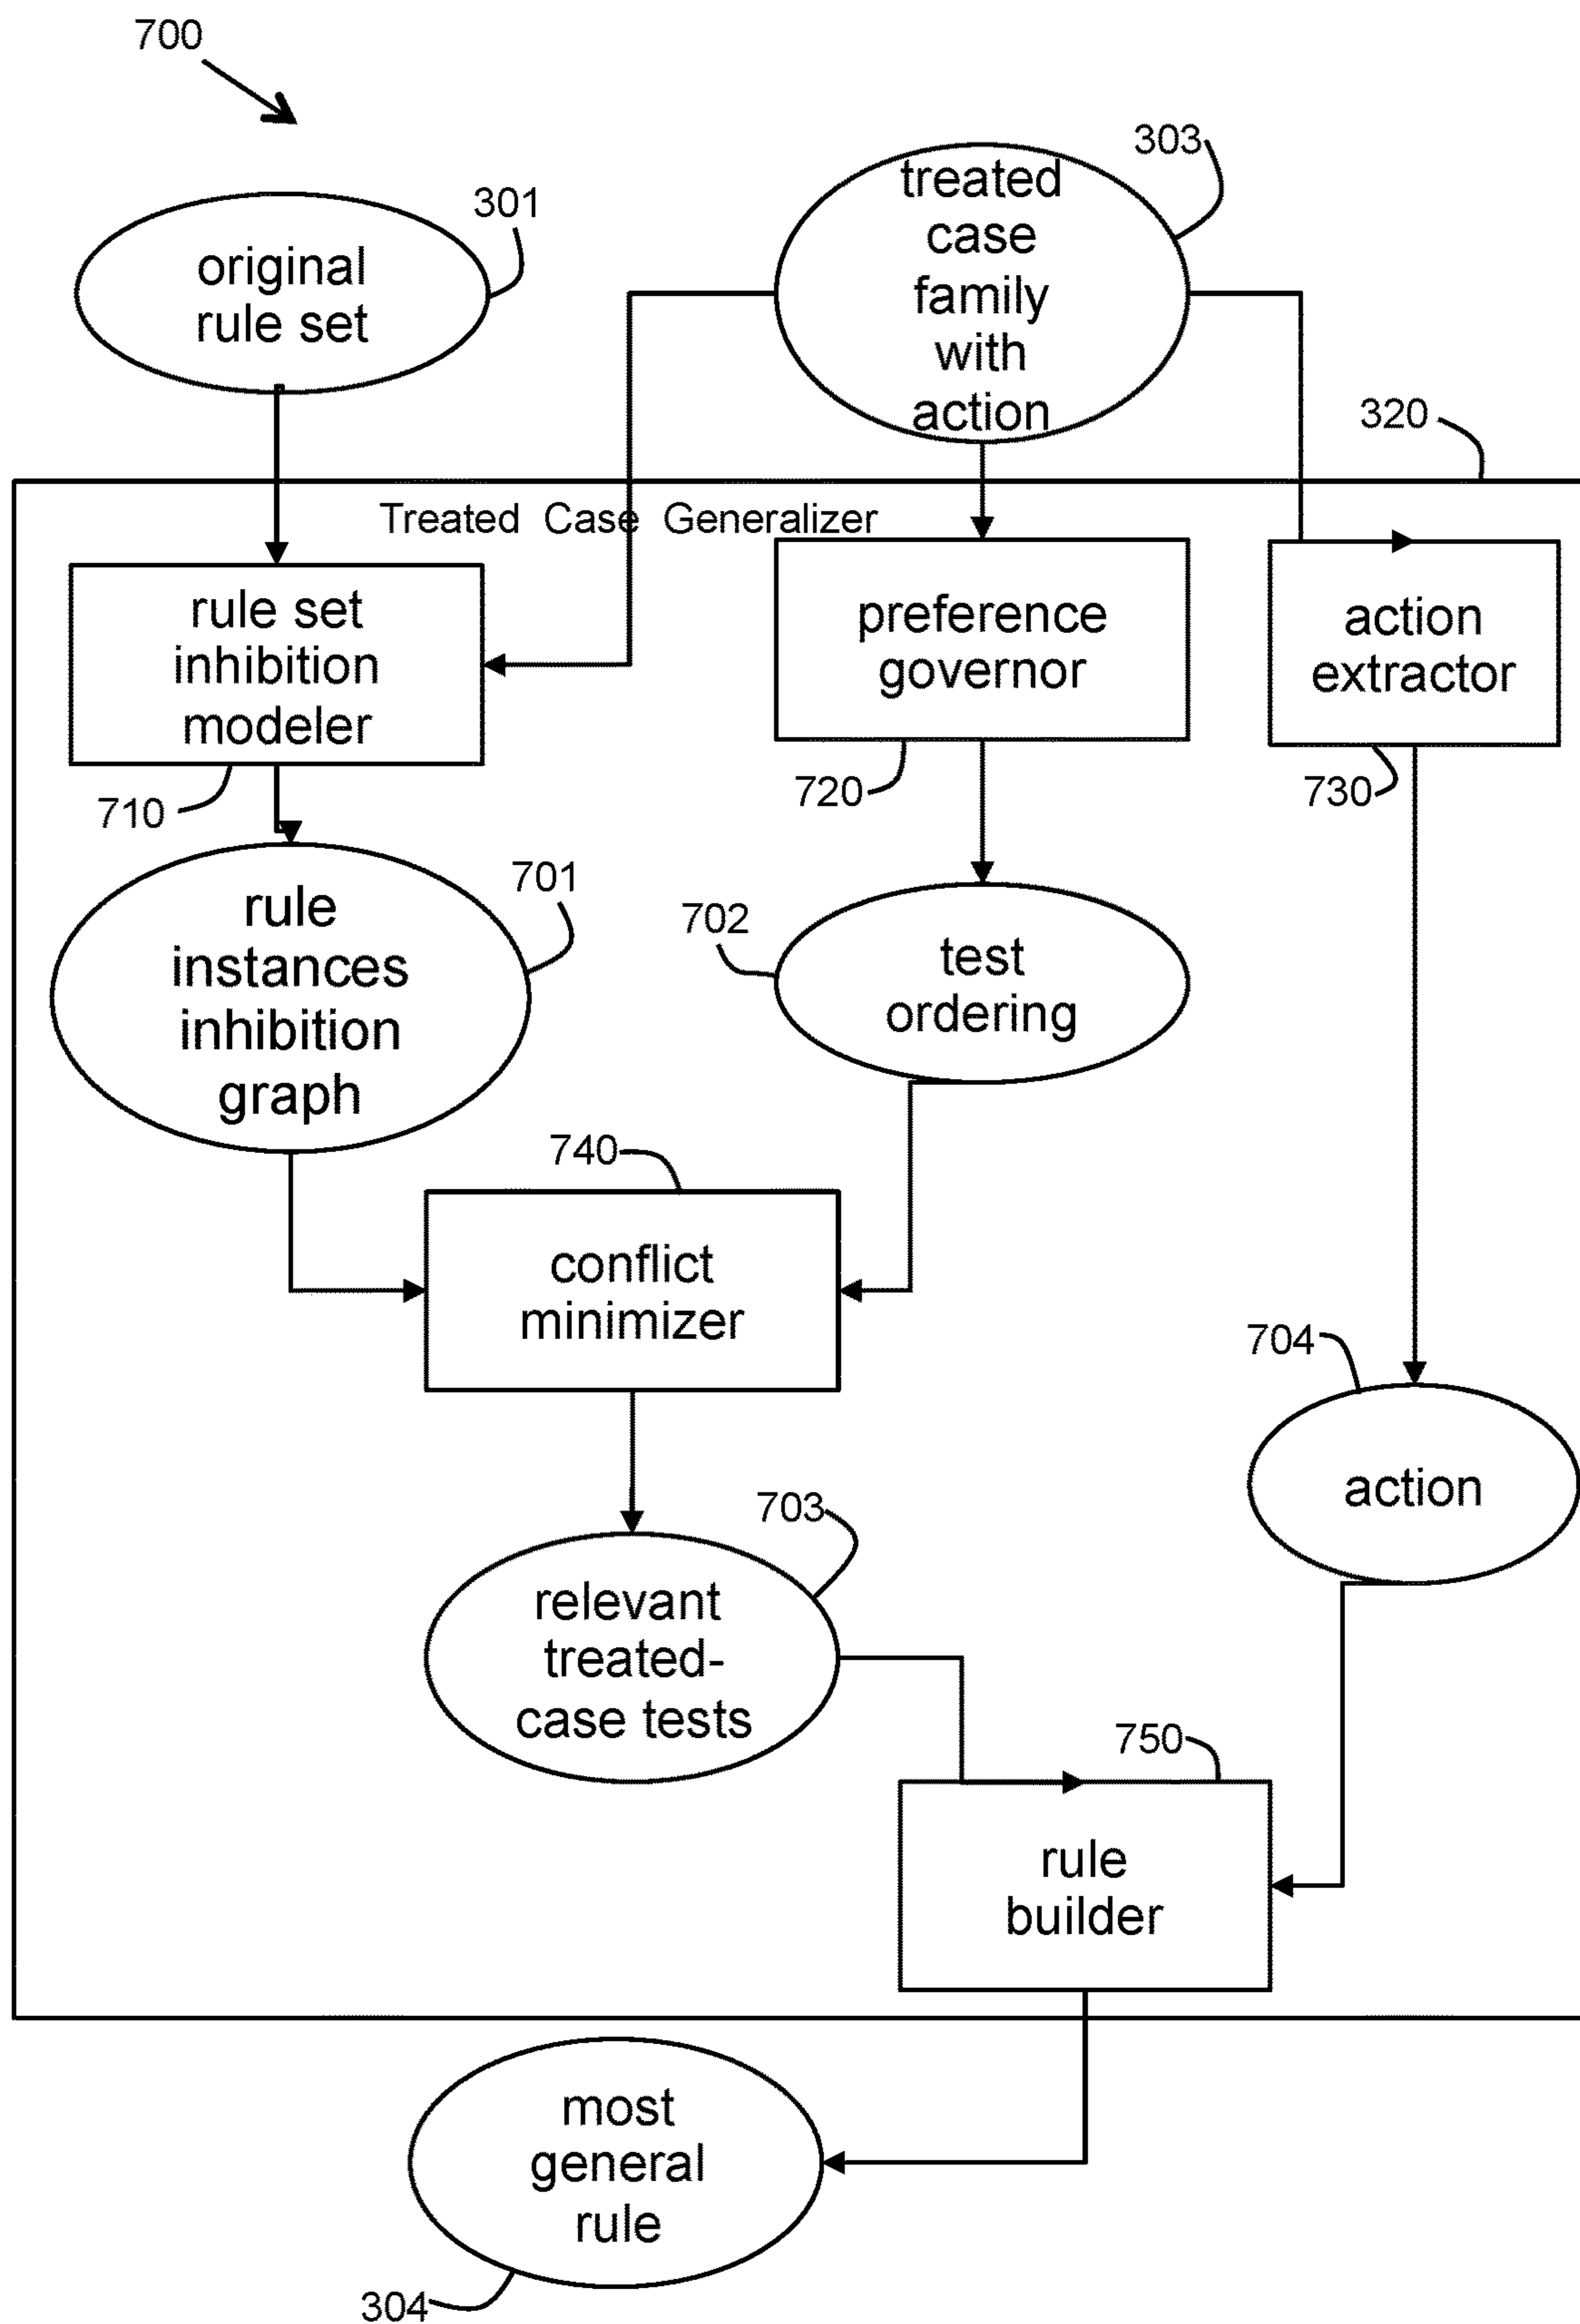 700
303
treated
case
family
with
action
301
original
rule set
320
Treated Case Generalizer
rule set
inhibition
modeler
preference
governor
action
extractor
710
720
730
rule
instances
inhibition
graph
701
702
test
ordering
740
conflict
minimizer
704
action
703
relevant
treated-
case tests
750
rule
builder
most
general
rule
304